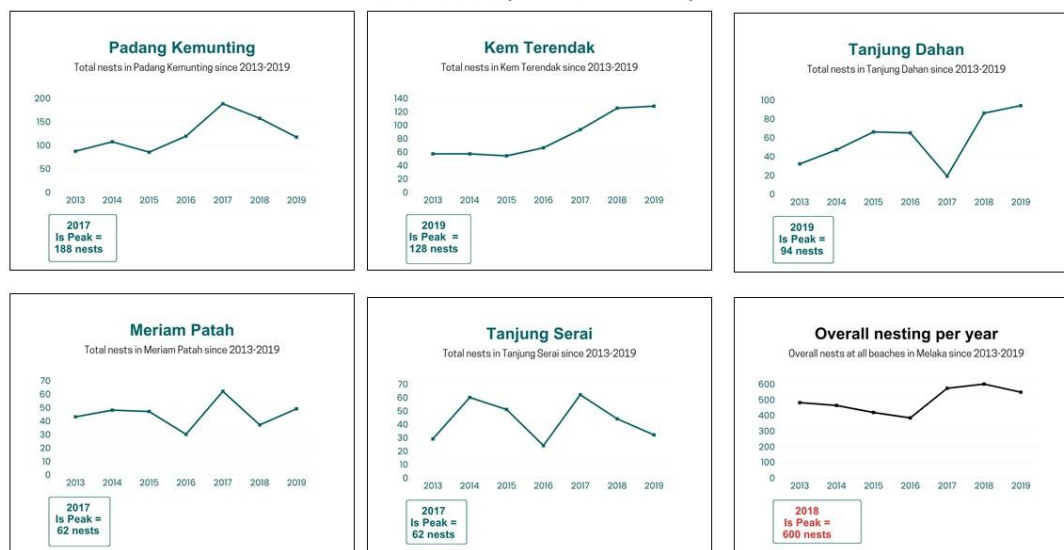 Padang Kemunting
Total nests in Padang Kemunting since 2013-2019
200
150
100
50
0
2013 2014 2015 2016 2017 2018 2019
2017
Is Peak =
188 nests
Kem Terendak
Total nests in Kem Terendak since 2013-2019
140
120
100
80
60
40
20
0
2013 2014 2015 2016 2017 2018 2019
2019
Is Peak =
128 nests
Tanjung Dahan
Total nests in Tanjung Dahan since 2013-2019
100
80
60
40
20
0
2013 2014 2015 2016 2017 2018 2019
2019
Is Peak =
94 nests
Meriam Patah
Total nests in Meriam Patah since 2013-2019
70
60
50
40
30
20
10
0
2013 2014 2015 2016 2017 2018 2019
2017
Is Peak =
62 nests
Tanjung Serai
Total nests in Tanjung Serai since 2013-2019
70
60
50
40
30
20
10
0
2013 2014 2015 2016 2017 2018 2019
2017
Is Peak =
62 nests
Overall nesting per year
Overall nests at all beaches in Melaka since 2013-2019
600
500
400
300
200
100
0
2013 2014 2015 2016 2017 2018 2019
2018
Is Peak =
600 nests